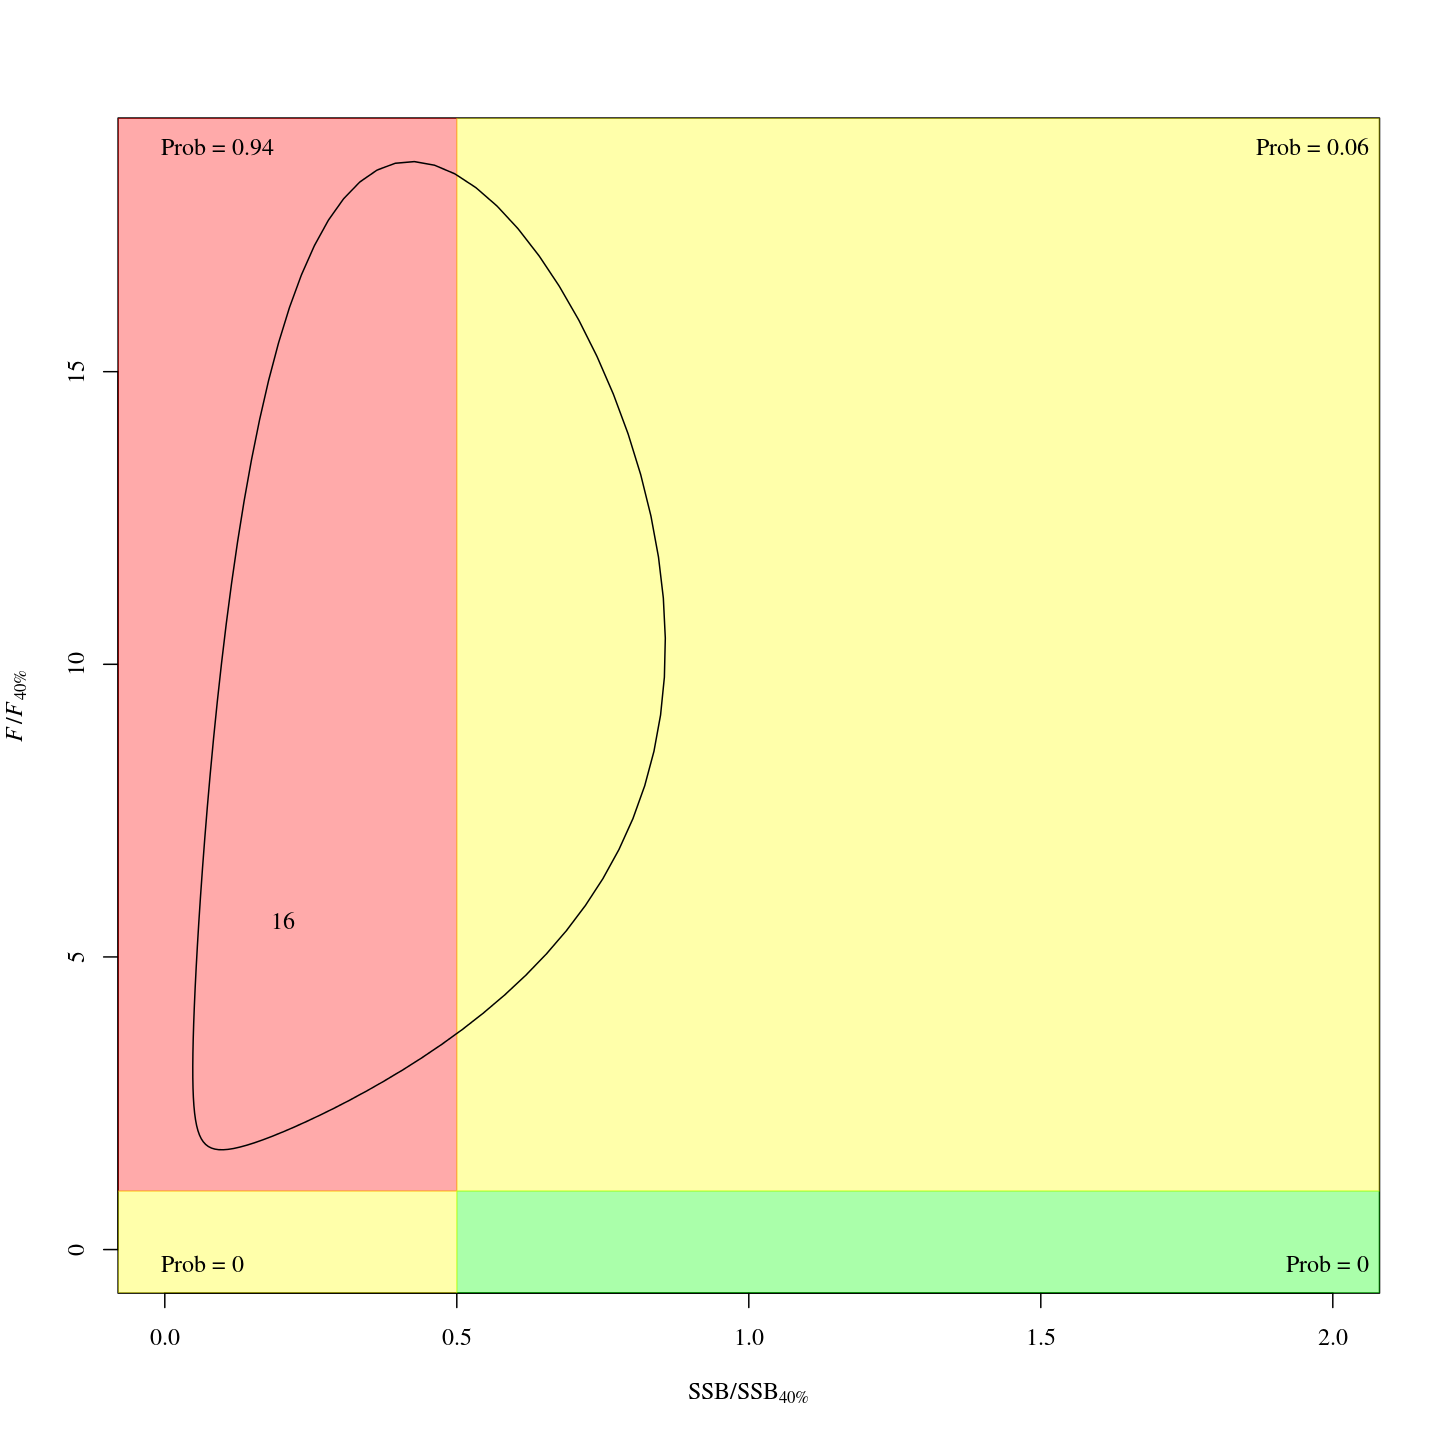 Prob = 0.94
Prob = 0.06
15
10
5
0
F/F40%
16
Prob = 0
Prob = 0
0.0 0.5 1.0 1.5 2.0
SSB/SSB40%